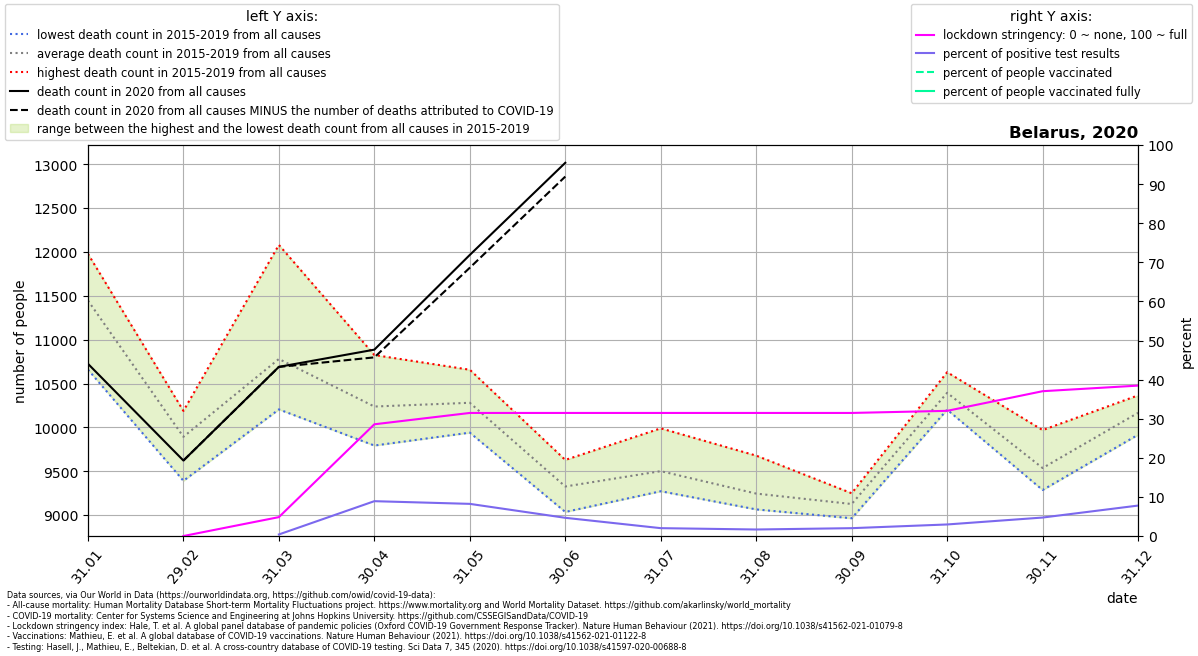 left Y axis:
lowest death count in 2015-2019 from all causes
average death count in 2015-2019 from all causes
highest death count in 2015-2019 from all causes
death count in 2020 from all causes
death count in 2020 from all causes MINUS the number of deaths attributed to COVID-19
range between the highest and the lowest death count from all causes in 2015-2019
right Y axis:
lockdown stringency: 0 ~ none, 100 ~ full
percent of positive test results
percent of people vaccinated
percent of people vaccinated fully
Belarus, 2020
number of people
13000
12500
12000
11500
11000
10500
10000
9500
9000
100
90
80
70
60
50
40
30
20
10
0
percent
31.01
29.02
31.03
30.04
31.05
30.06
31.07
31.08
30.09
31.10
30.11
31.12
date
Data sources, via Our World in Data (https://ourworldindata.org, https://github.com/owid/covid-19-data):
- All-cause mortality: Human Mortality Database Short-term Mortality Fluctuations project. https://www.mortality.org and World Mortality Dataset. https://github.com/akarlinsky/world_mortality
- COVID-19 mortality: Center for Systems Science and Engineering at Johns Hopkins University. https://github.com/CSSEGISandData/COVID-19
- Lockdown stringency index: Hale, T. et al. A global panel database of pandemic policies (Oxford COVID-19 Government Response Tracker). Nature Human Behaviour (2021). https://doi.org/10.1038/s41562-021-01079-8
- Vaccinations: Mathieu, E. et al. A global database of COVID-19 vaccinations. Nature Human Behaviour (2021). https://doi.org/10.1038/s41562-021-01122-8
- Testing: Hasell, J., Mathieu, E., Beltekian, D. et al. A cross-country database of COVID-19 testing. Sci Data 7, 345 (2020). https://doi.org/10.1038/s41597-020-00688-8